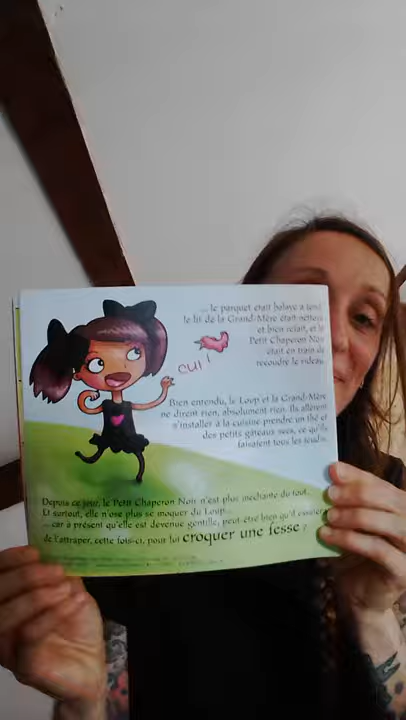 ... le parquet était balayé à fond,
le lit de la Grand-Mère était nettoyé
et bien refait, et le
Petit Chaperon Noir
était en train de
recoudre le rideau.
cui !
Bien entendu, le Loup et la Grand-Mère
ne dirent rien, absolument rien. Ils allèrent
s'installer à la cuisine prendre un thé et
des petits gâteaux secs, ce qu'ils
faisaient tous les jeudis.
Depuis ce jour, le Petit Chaperon Noir n'est plus méchante du tout.
Et surtout, elle n'ose plus se moquer du Loup...
... car à présent qu'elle est devenue gentille, peut-être bien qu'il essaiera
de l'attraper, cette fois-ci, pour lui croquer une fesse !